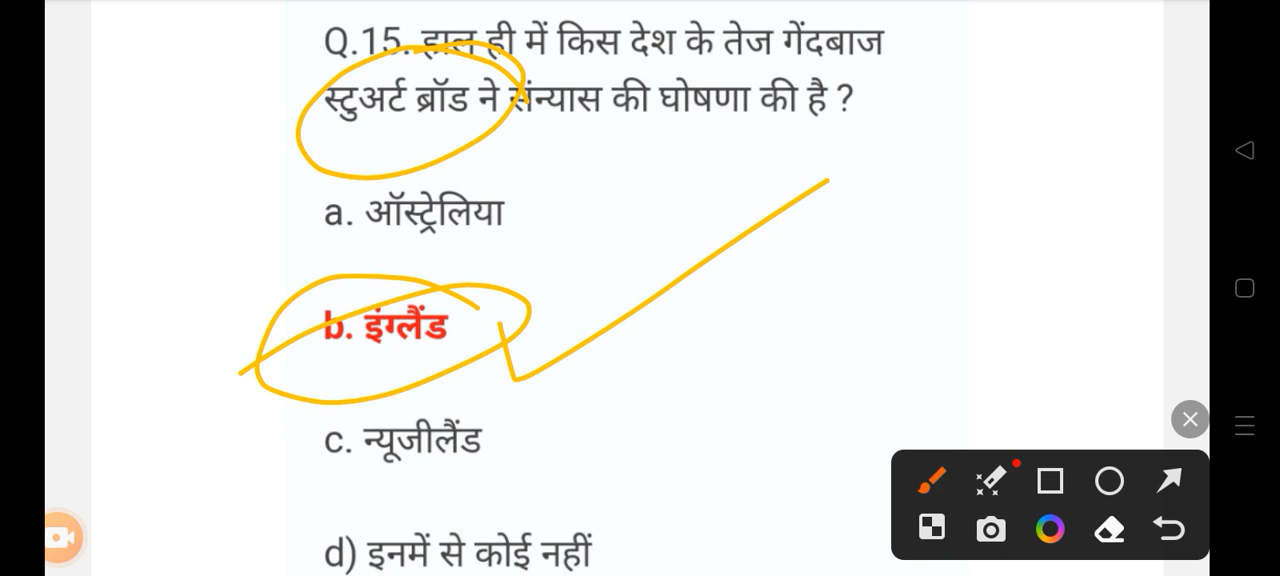 Q.15. हाल ही में किस देश के तेज गेंदबाज
स्टुअर्ट ब्रॉड ने संन्यास की घोषणा की है ?
a. ऑस्ट्रेलिया
b. इंग्लैंड
c. न्यूजीलैंड
d) इनमें से कोई नहीं